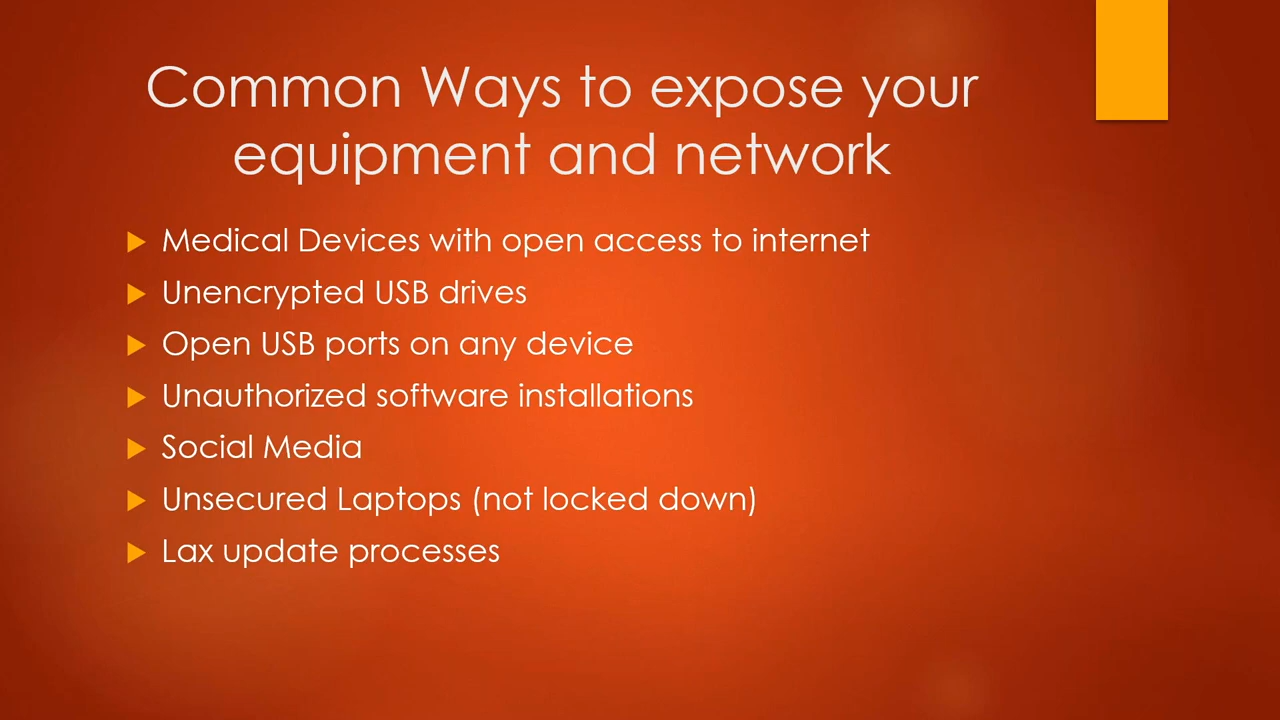 Common Ways to expose your
equipment and network
Medical Devices with open access to internet
Unencrypted USB drives
Open USB ports on any device
Unauthorized software installations
Social Media
Unsecured Laptops (not locked down)
Lax update processes